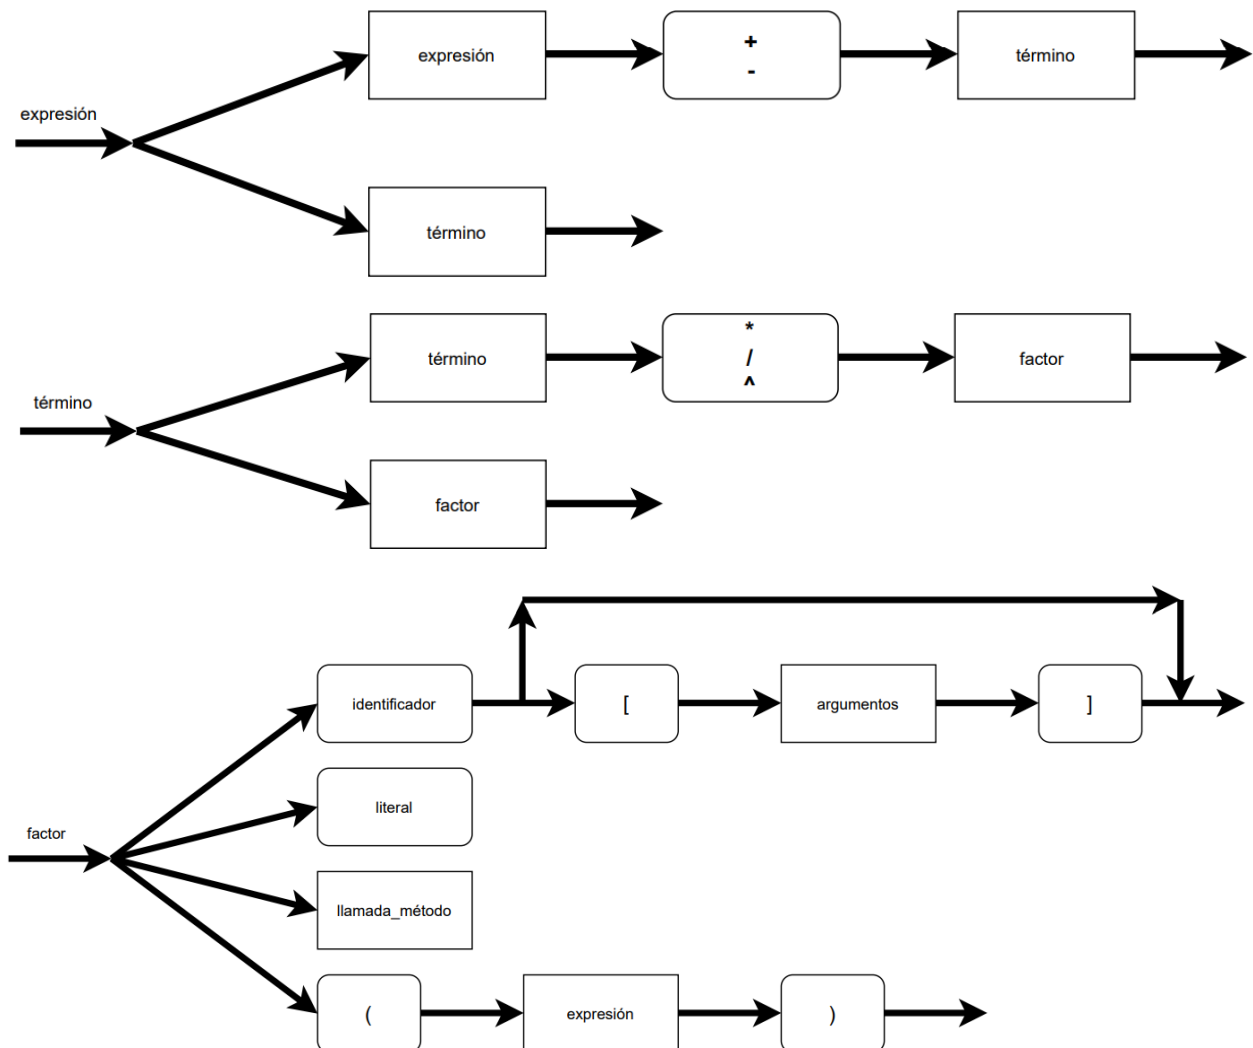 expresión
expresión
+
-
término
término
término
término
*
/
^
factor
factor
factor
identificador
[
argumentos
]
literal
llamada_método
(
expresión
)